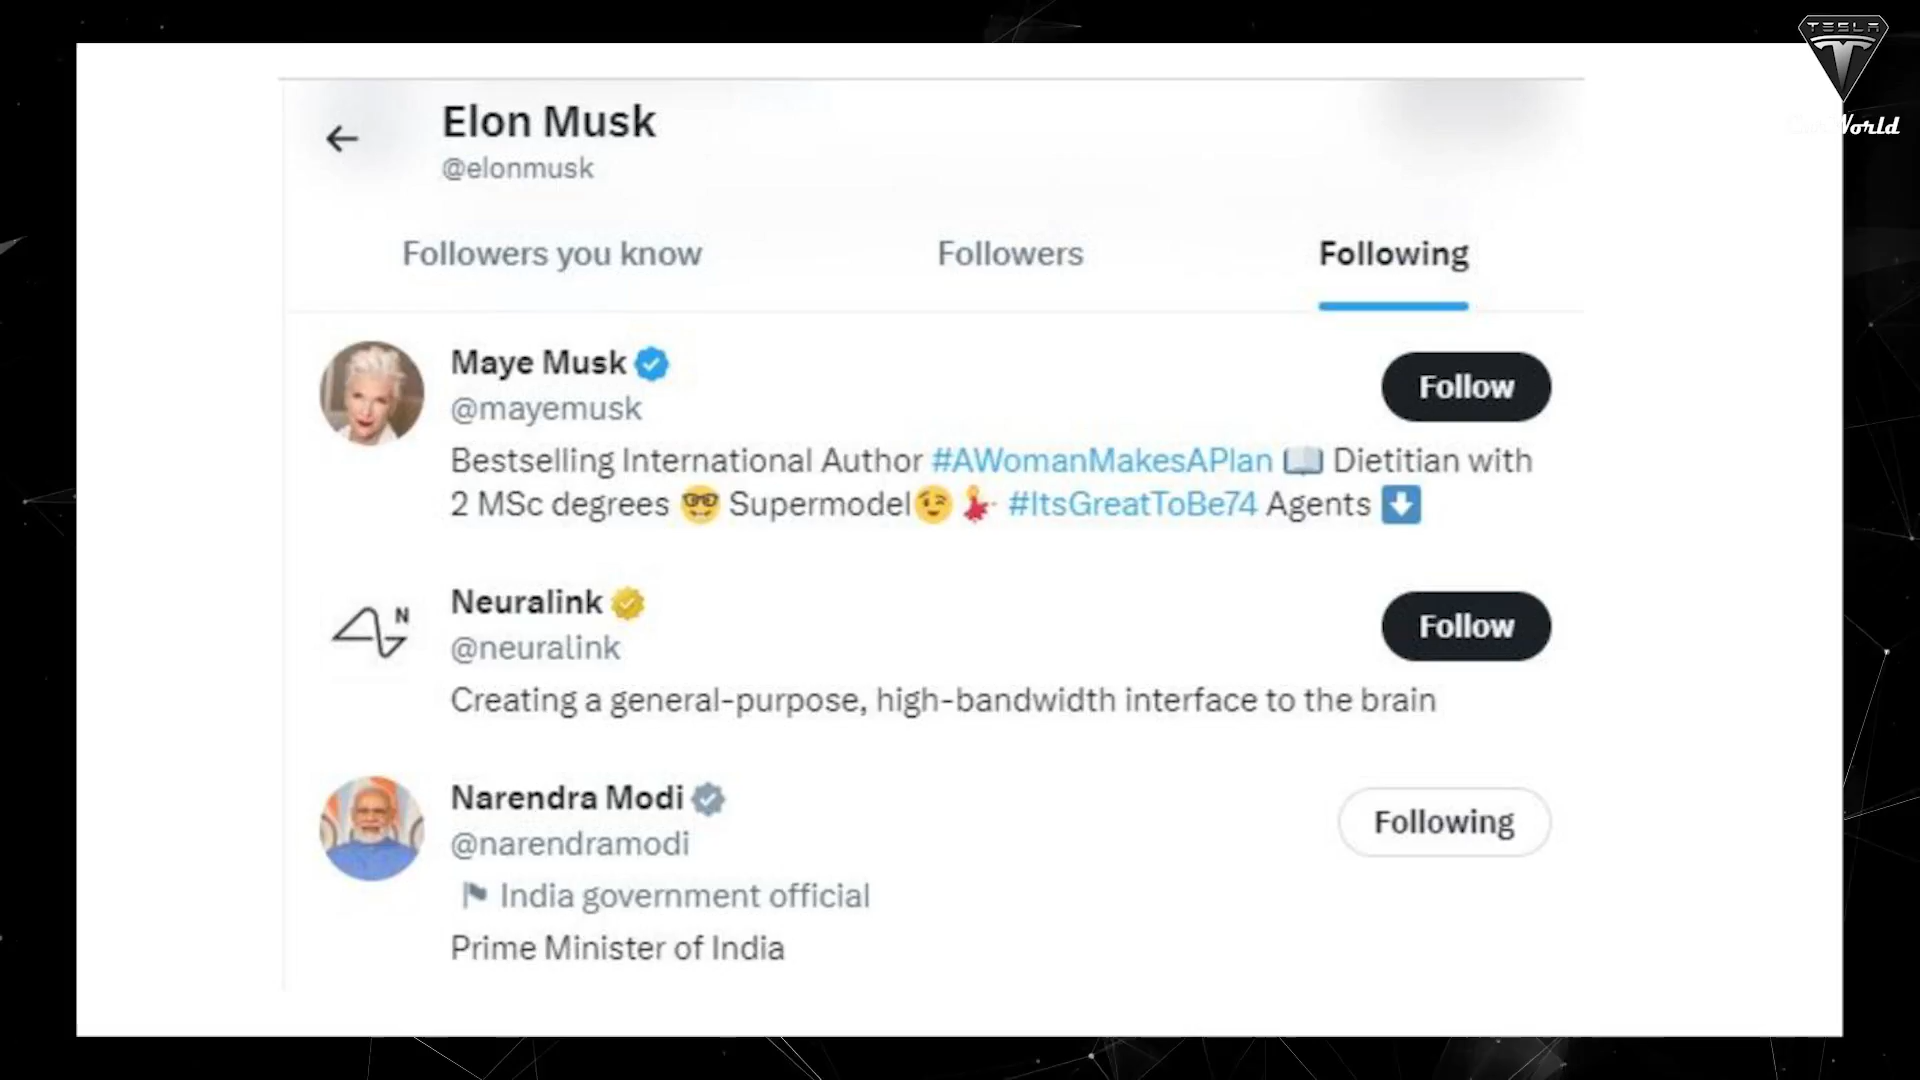 TESLA
World
Elon Musk
@elonmusk
Followers you know
Followers
Following
Maye Musk
Follow
@mayemusk
Bestselling International Author #AWomanMakesAPlan 📖 Dietitian with
2 MSc degrees 🤓 Supermodel😉 💃 #ItsGreatToBe74 Agents ⬇️
N
Neuralink
Follow
@neuralink
Creating a general-purpose, high-bandwidth interface to the brain
Narendra Modi
Following
@narendramodi
India government official
Prime Minister of India